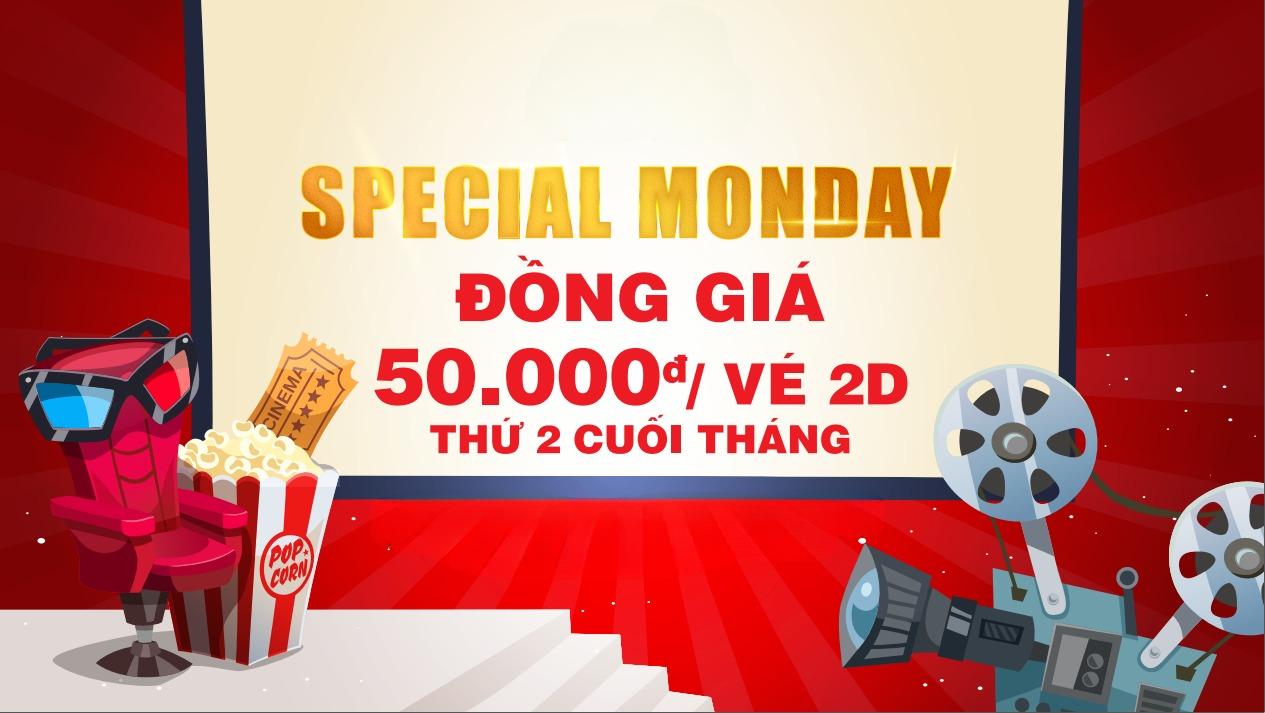 SPECIAL MONDAY
ĐỒNG GIÁ
50.000đ/ VÉ 2D
THỨ 2 CUỐI THÁNG
CINEMA
POP
CORN